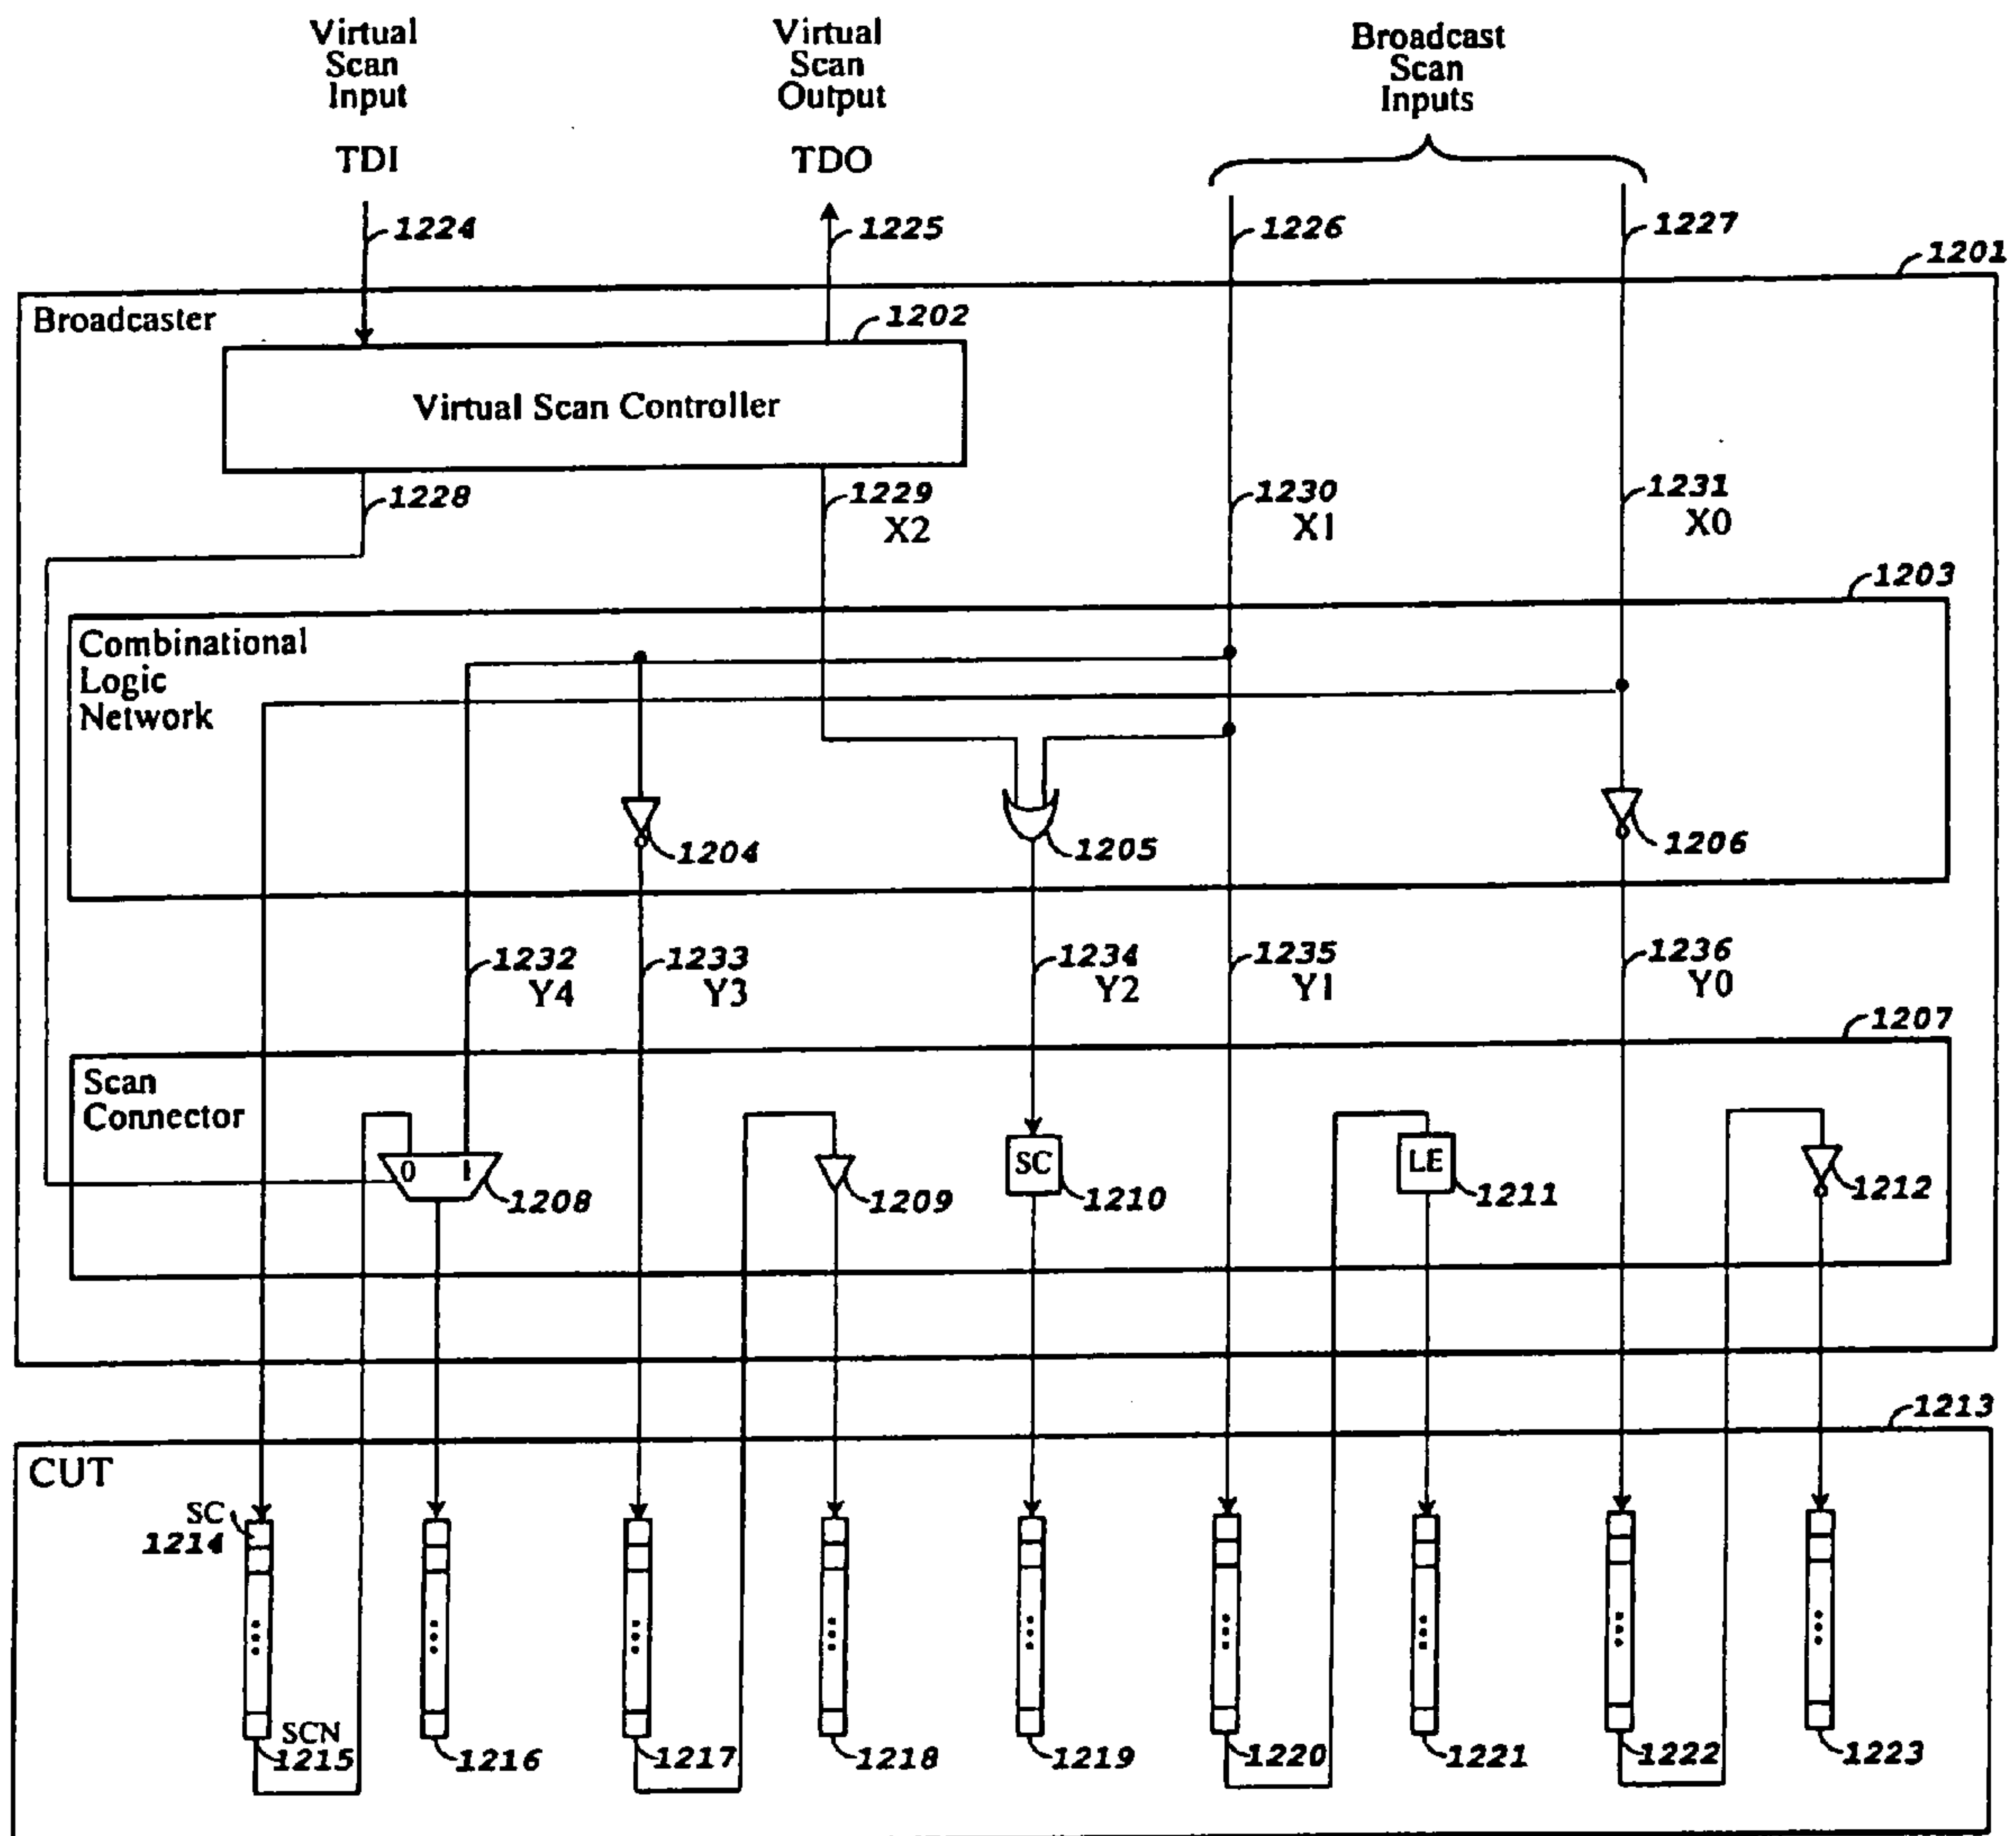 Virtual
Scan
Input
TDI
Virtual
Scan
Output
TDO
Broadcast
Scan
Inputs
1224
1225
1226
1227
1201
Broadcaster
1202
Virtual Scan Controller
1228
1229
X2
1230
X1
1231
X0
1203
Combinational
Logic
Network
1204
1205
1206
1232
Y4
1233
Y3
1234
Y2
1235
Y1
1236
Y0
1207
Scan
Connector
0
1
1208
1209
SC
1210
LE
1211
1212
1213
CUT
SC
1214
SCN
1215
1216
1217
1218
1219
1220
1221
1222
1223